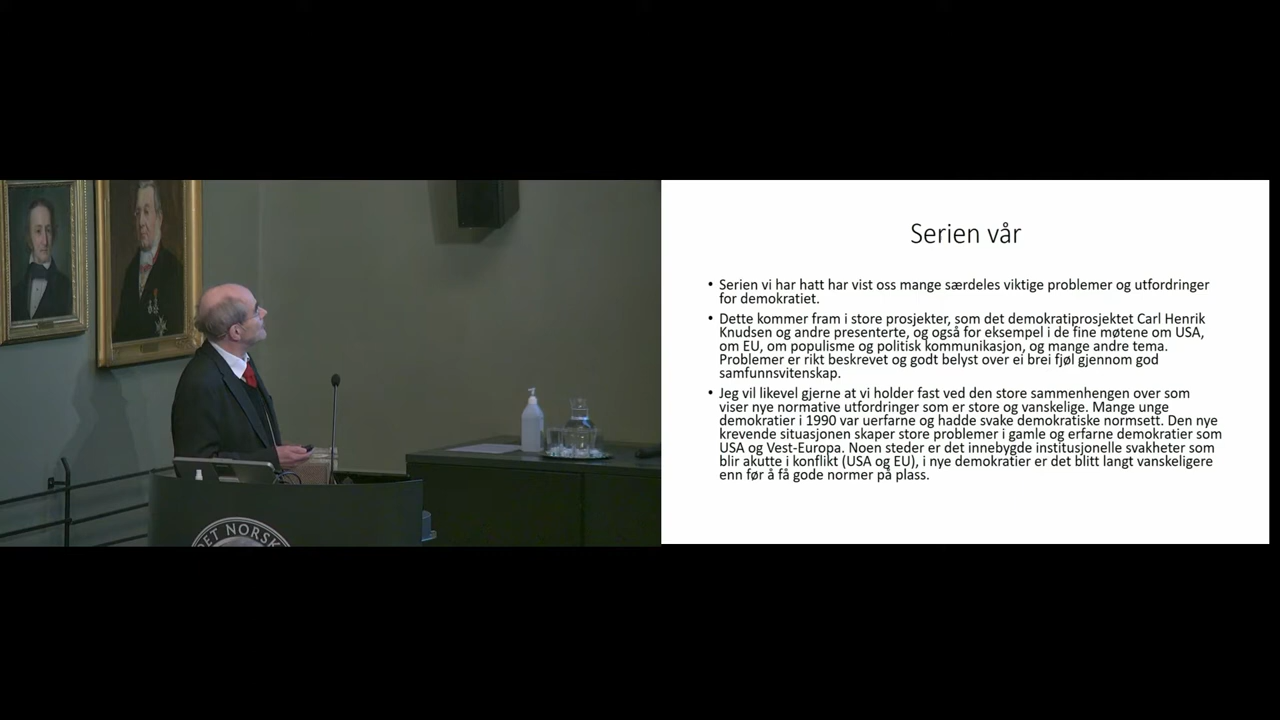 Serien vår
• Serien vi har hatt har vist oss mange særdeles viktige problemer og utfordringer
for demokratiet.
• Dette kommer fram i store prosjekter, som det demokratiprosjektet Carl Henrik
Knudsen og andre presenterte, og også for eksempel i de fine møtene om USA,
om EU, om populisme og politisk kommunikasjon, og mange andre tema.
Problemer er rikt beskrevet og godt belyst over ei brei fjøl gjennom god
samfunnsvitenskap.
• Jeg vil likevel gjerne at vi holder fast ved den store sammenhengen over som
viser nye normative utfordringer som er store og vanskelige. Mange unge
demokratier i 1990 var uerfarne og hadde svake demokratiske normsett. Den nye
krevende situasjonen skaper store problemer i gamle og erfarne demokratier som
USA og Vest-Europa. Noen steder er det innebygde institusjonelle svakheter som
blir akutte i konflikt (USA og EU), i nye demokratier er det blitt langt vanskeligere
enn før å få gode normer på plass.
DET NORSK